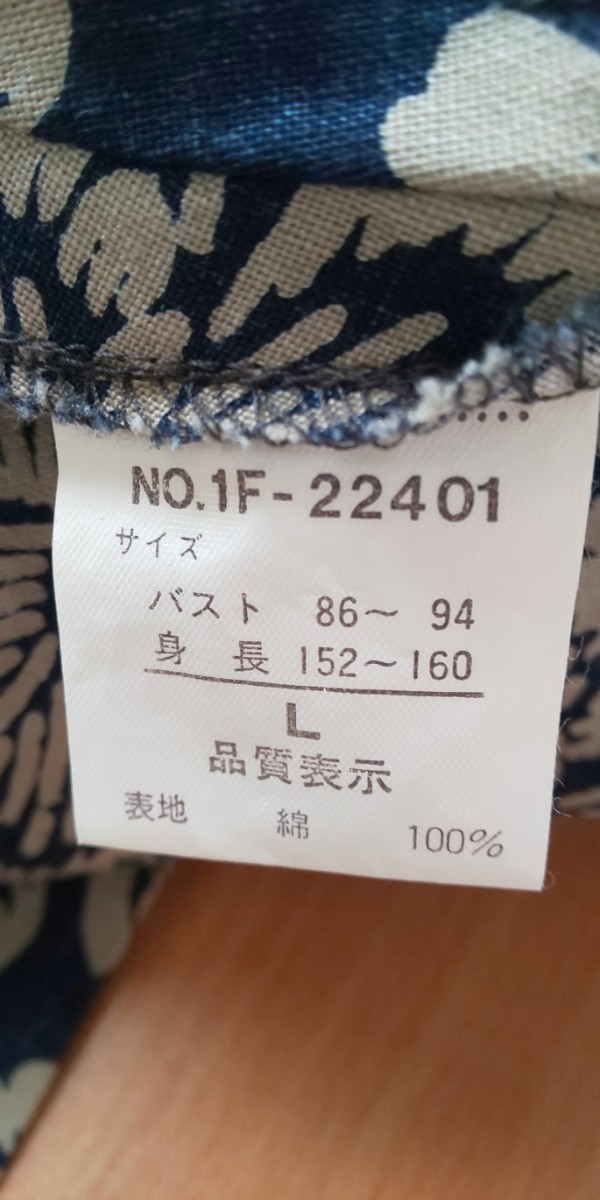 NO.1F-22401
サイズ
バスト 86～ 94
身 長 152～160
L
品質表示
表地 綿 100%